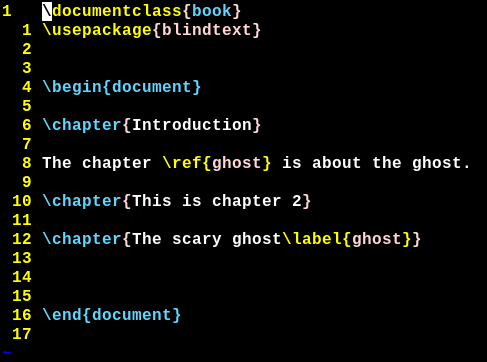 1 \documentclass{book}
1 \usepackage{blindtext}
2
3
4 \begin{document}
5
6 \chapter{Introduction}
7
8 The chapter \ref{ghost} is about the ghost.
9
10 \chapter{This is chapter 2}
11
12 \chapter{The scary ghost\label{ghost}}
13
14
15
16 \end{document}
17
~